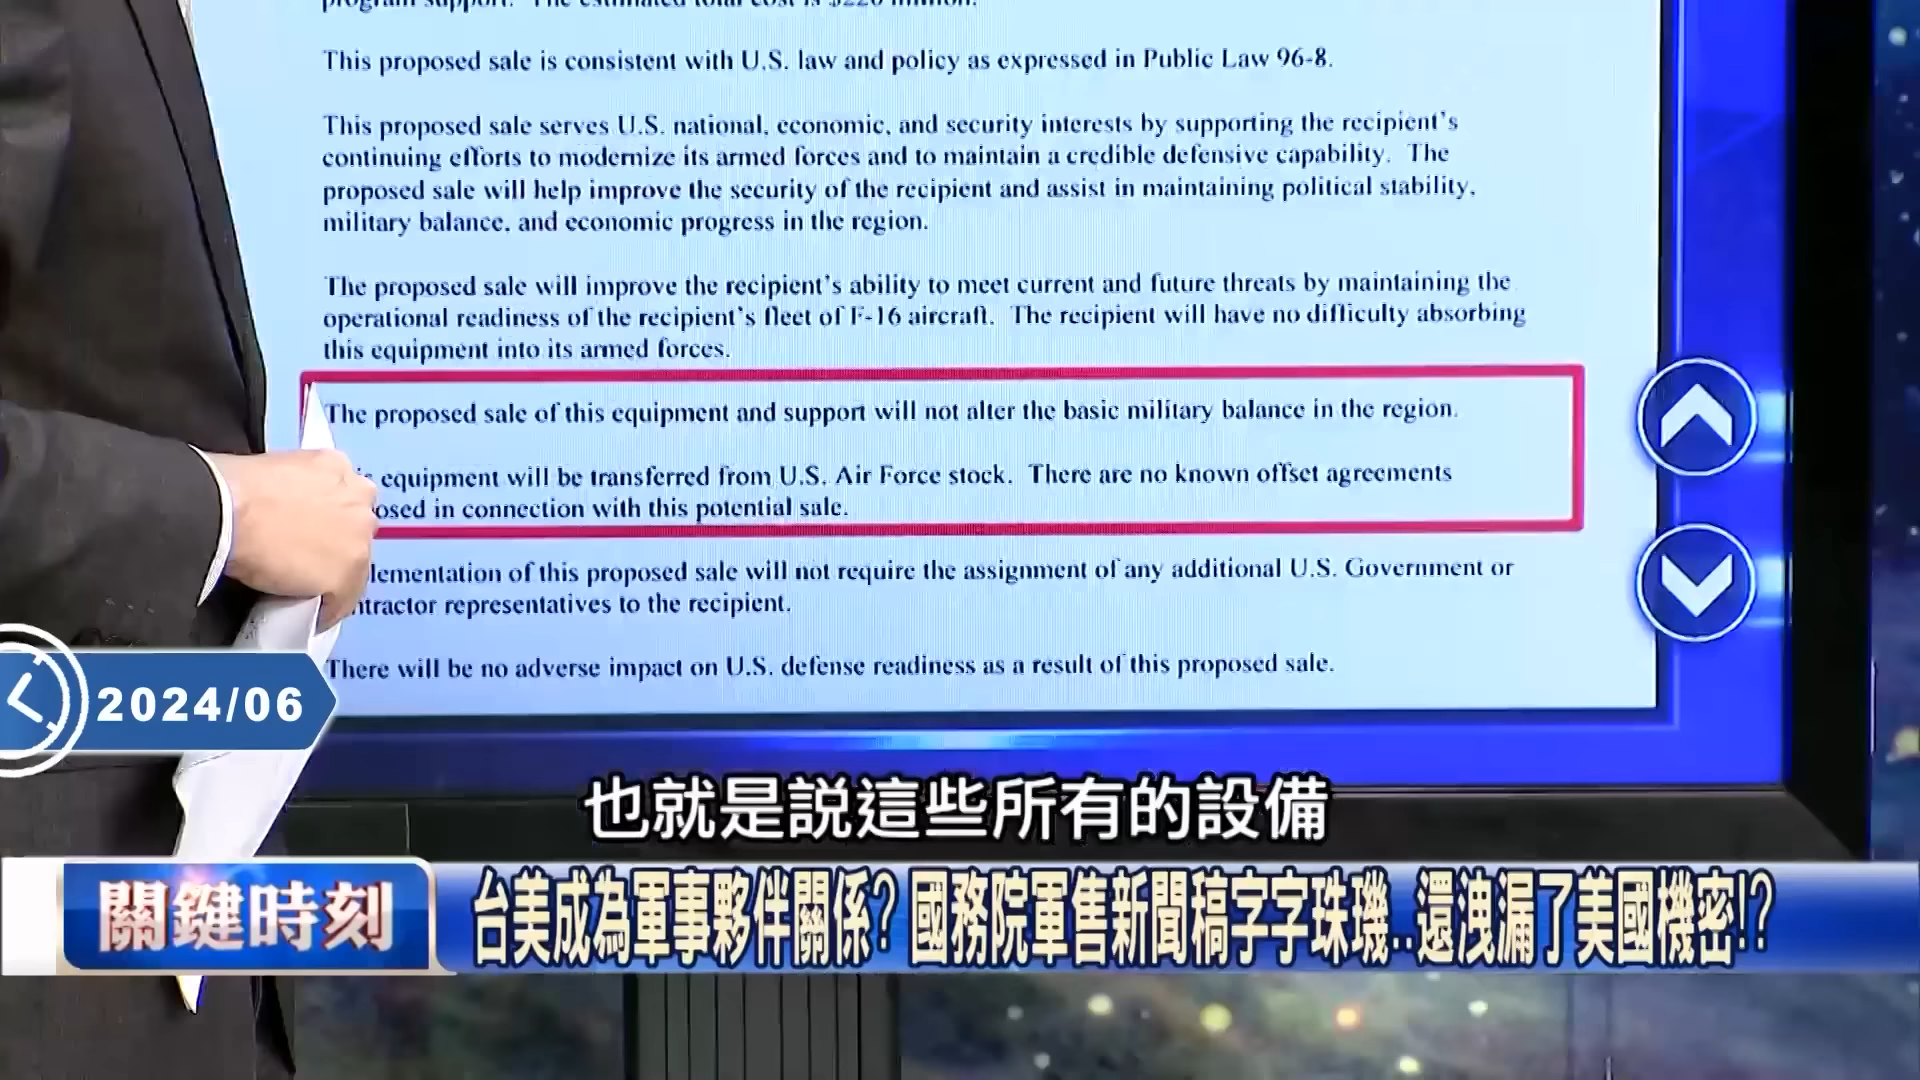 program support. The estimated total cost is $220 million.
This proposed sale is consistent with U.S. law and policy as expressed in Public Law 96-8.
This proposed sale serves U.S. national, economic, and security interests by supporting the recipient's
continuing efforts to modernize its armed forces and to maintain a credible defensive capability. The
proposed sale will help improve the security of the recipient and assist in maintaining political stability,
military balance, and economic progress in the region.
The proposed sale will improve the recipient's ability to meet current and future threats by maintaining the
operational readiness of the recipient's fleet of F-16 aircraft. The recipient will have no difficulty absorbing
this equipment into its armed forces.
The proposed sale of this equipment and support will not alter the basic military balance in the region.
equipment will be transferred from U.S. Air Force stock. There are no known offset agreements
osed in connection with this potential sale.
lementation of this proposed sale will not require the assignment of any additional U.S. Government or
ntractor representatives to the recipient.
There will be no adverse impact on U.S. defense readiness as a result of this proposed sale.
2024/06
也就是說這些所有的設備
關鍵時刻
台美成為軍事夥伴關係? 國務院軍售新聞稿字字珠璣..還洩漏了美國機密!?